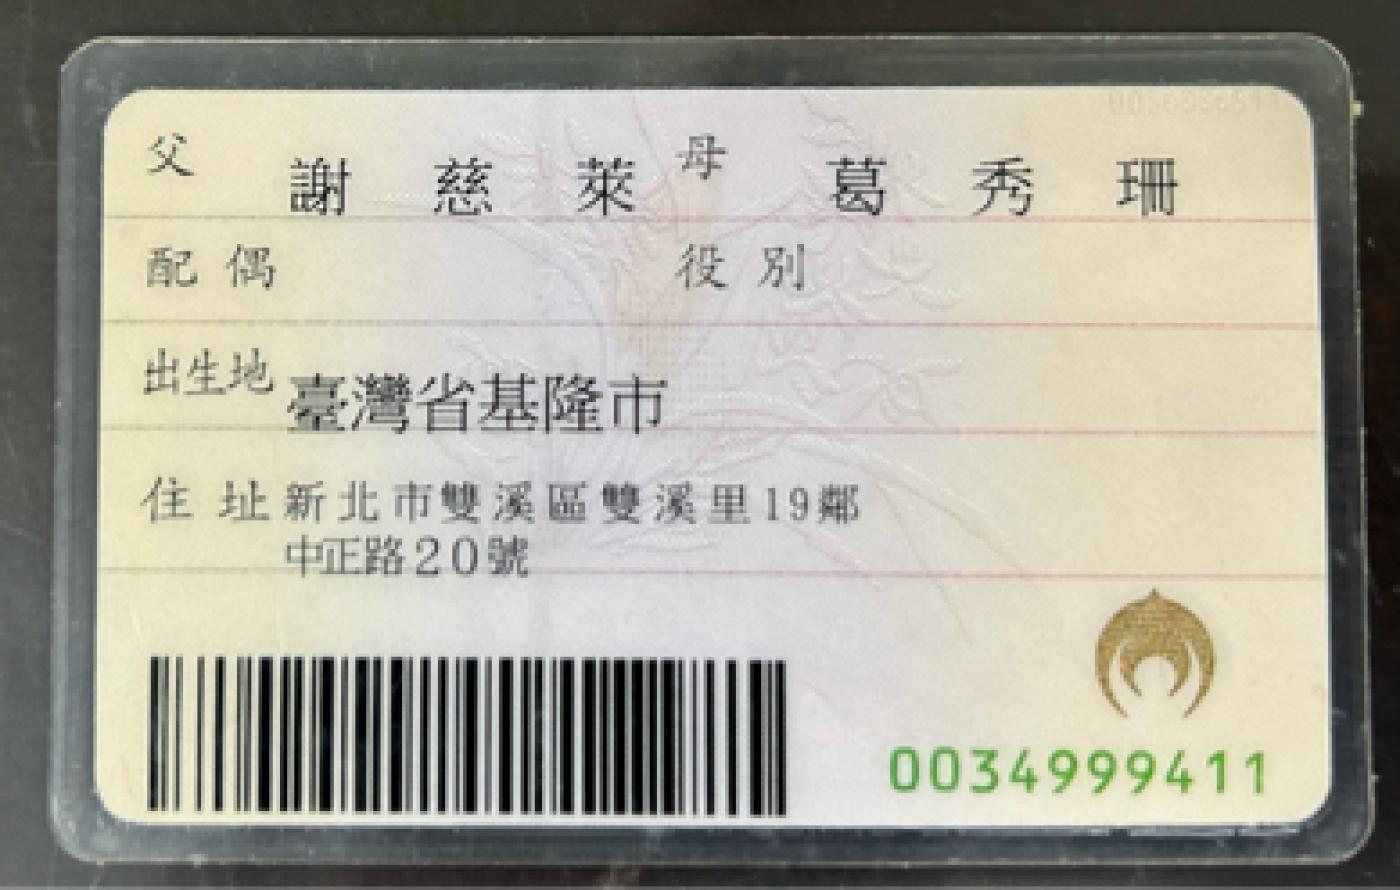 父 謝慈萊 母 葛秀珊
配偶 役別
出生地 臺灣省基隆市
住址 新北市雙溪區雙溪里19鄰
中正路20號
0034999411